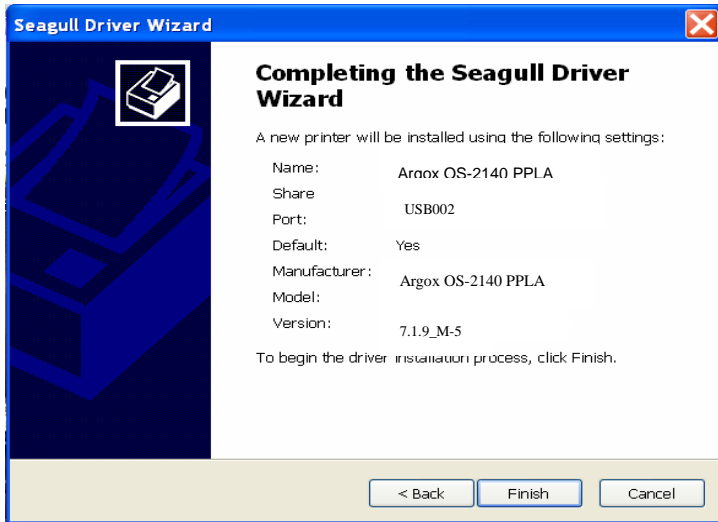 Seagull Driver Wizard
Completing the Seagull Driver
Wizard
A new printer will be installed using the following settings:
Name: Argox OS-2140 PPLA
Share
USB002
Port:
Default: Yes
Manufacturer:
Argox OS-2140 PPLA
Model:
Version: 7.1.9_M-5
To begin the driver installation process, click Finish.
< Back Finish Cancel